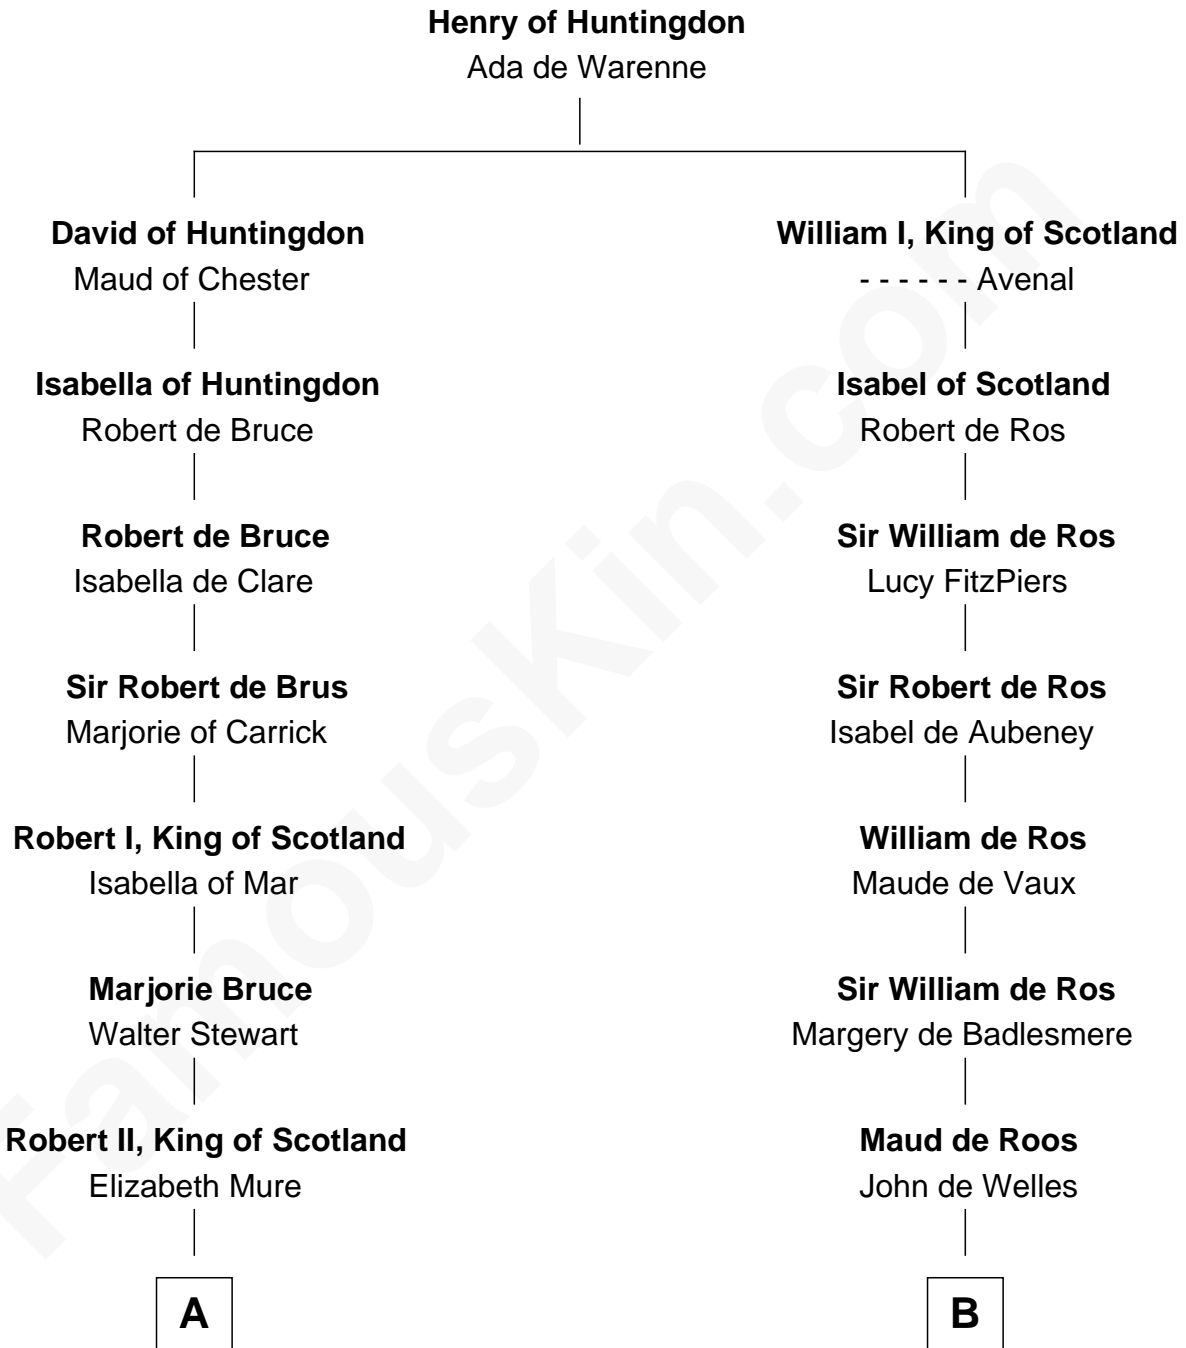 Henry of Huntingdon
Ada de Warenne
David of Huntingdon
Maud of Chester
William I, King of Scotland
- - - - - - Avenal
Isabella of Huntingdon
Robert de Bruce
Isabel of Scotland
Robert de Ros
Robert de Bruce
Isabella de Clare
Sir William de Ros
Lucy FitzPiers
Sir Robert de Brus
Marjorie of Carrick
Sir Robert de Ros
Isabel de Aubeney
Robert I, King of Scotland
Isabella of Mar
William de Ros
Maude de Vaux
Marjorie Bruce
Walter Stewart
Sir William de Ros
Margery de Badlesmere
Robert II, King of Scotland
Elizabeth Mure
Maud de Roos
John de Welles
A
B
FamousKin.com